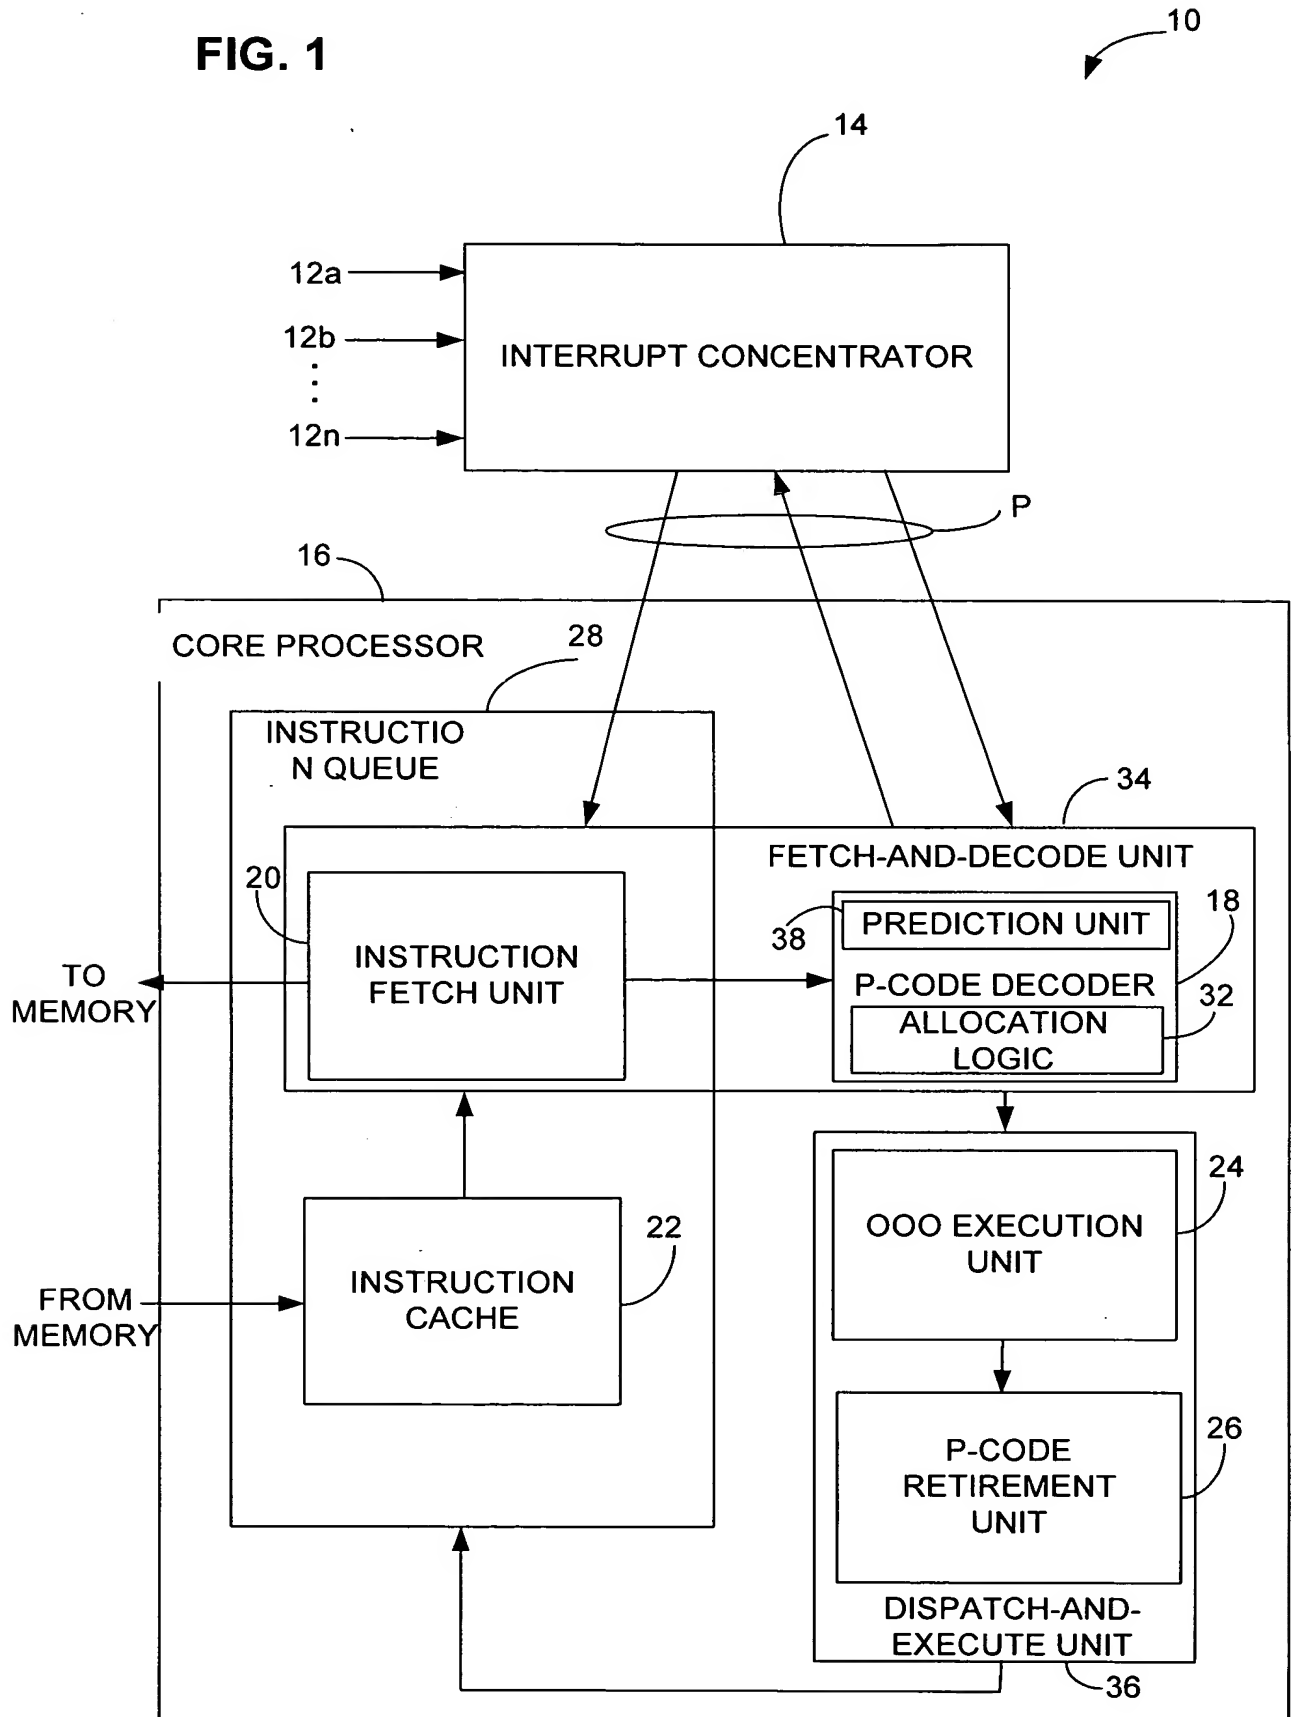 FIG. 1
10
14
12a
12b
12n
INTERRUPT CONCENTRATOR
P
16
CORE PROCESSOR
28
INSTRUCTIO
N QUEUE
34
FETCH-AND-DECODE UNIT
20
INSTRUCTION
FETCH UNIT
38
PREDICTION UNIT
18
P-CODE DECODER
32
ALLOCATION
LOGIC
TO
MEMORY
24
OOO EXECUTION
UNIT
22
INSTRUCTION
CACHE
FROM
MEMORY
26
P-CODE
RETIREMENT
UNIT
DISPATCH-AND-
EXECUTE UNIT
36